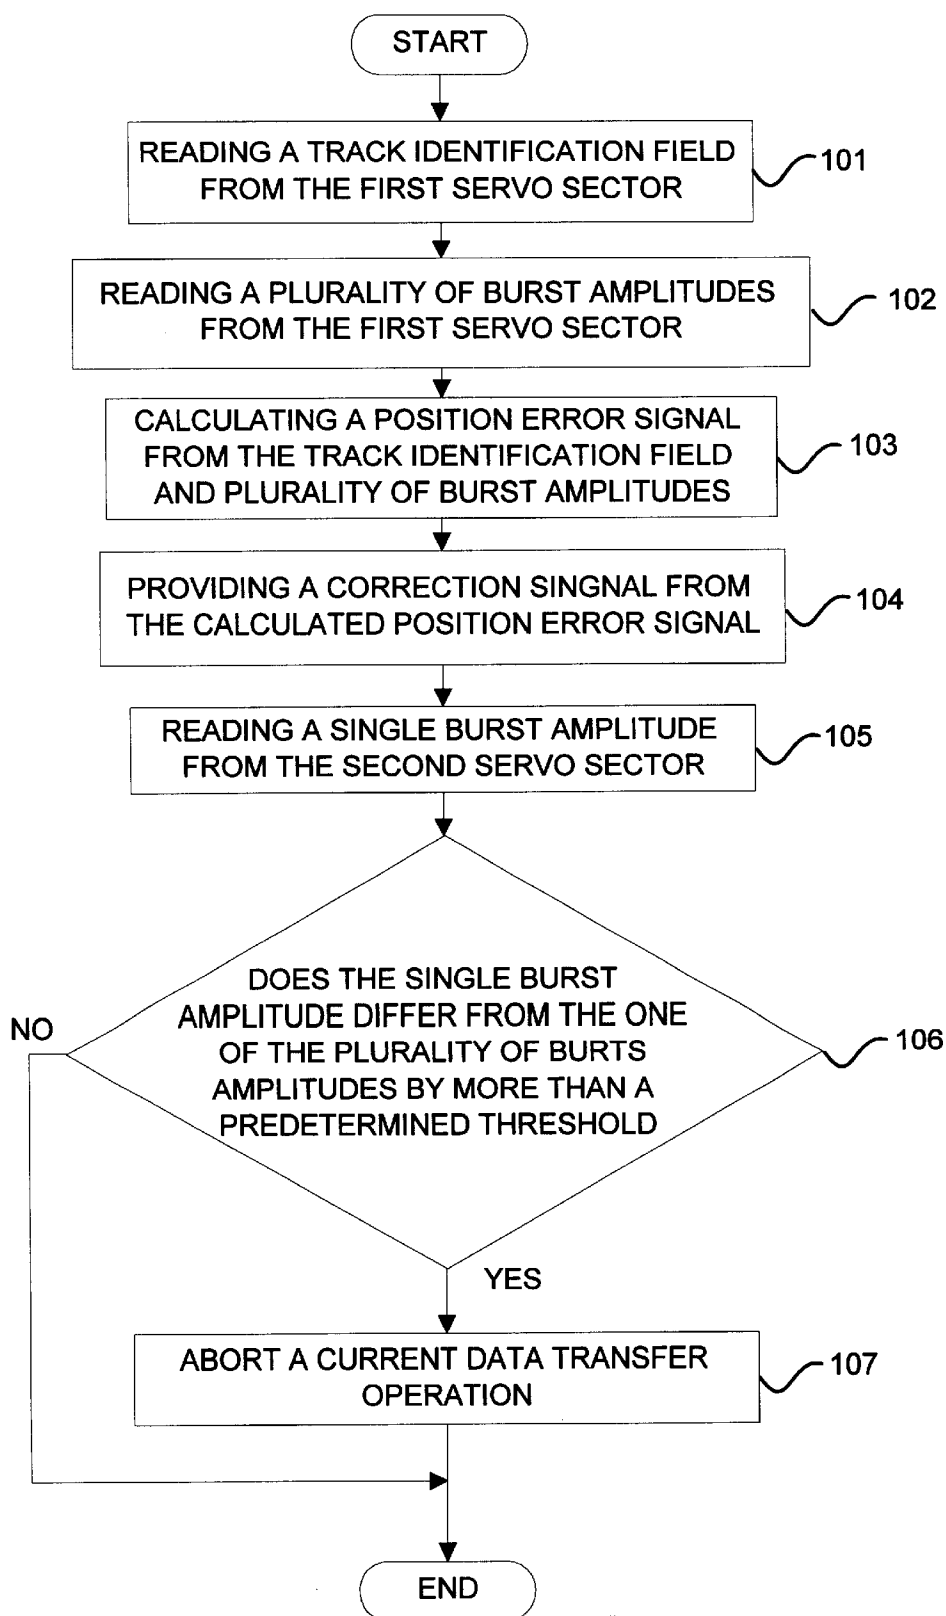 START
READING A TRACK IDENTIFICATION FIELD
FROM THE FIRST SERVO SECTOR
101
READING A PLURALITY OF BURST AMPLITUDES
FROM THE FIRST SERVO SECTOR
102
CALCULATING A POSITION ERROR SIGNAL
FROM THE TRACK IDENTIFICATION FIELD
AND PLURALITY OF BURST AMPLITUDES
103
PROVIDING A CORRECTION SINGNAL FROM
THE CALCULATED POSITION ERROR SIGNAL
104
READING A SINGLE BURST AMPLITUDE
FROM THE SECOND SERVO SECTOR
105
DOES THE SINGLE BURST
AMPLITUDE DIFFER FROM THE ONE
OF THE PLURALITY OF BURTS
AMPLITUDES BY MORE THAN A
PREDETERMINED THRESHOLD
106
NO
YES
ABORT A CURRENT DATA TRANSFER
OPERATION
107
END